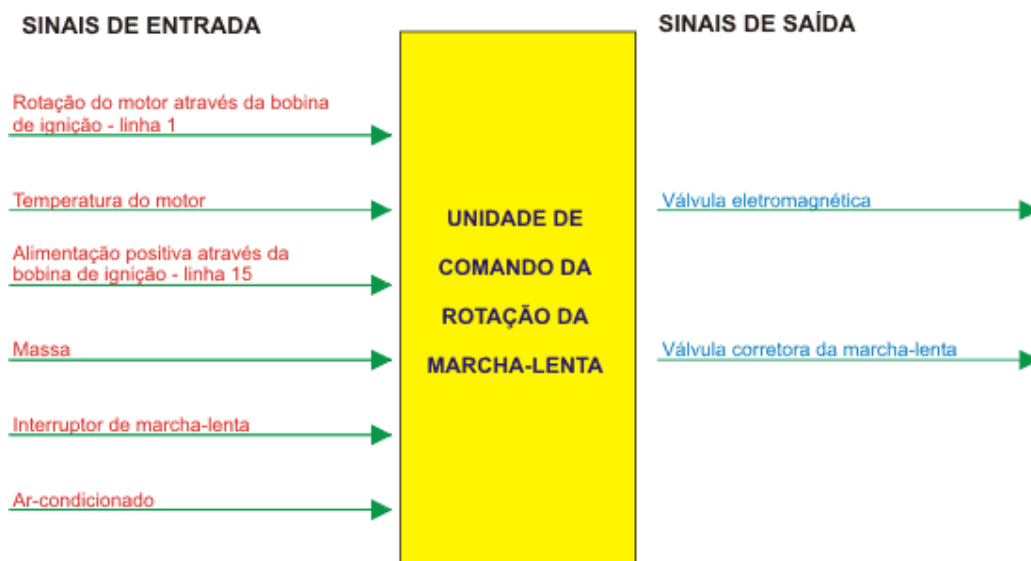 SINAIS DE ENTRADA
Rotação do motor através da bobina
de ignição - linha 1
Temperatura do motor
Alimentação positiva através da
bobina de ignição - linha 15
Massa
Interruptor de marcha-lenta
Ar-condicionado
UNIDADE DE
COMANDO DA
ROTAÇÃO DA
MARCHA-LENTA
SINAIS DE SAÍDA
Válvula eletromagnética
Válvula corretora da marcha-lenta